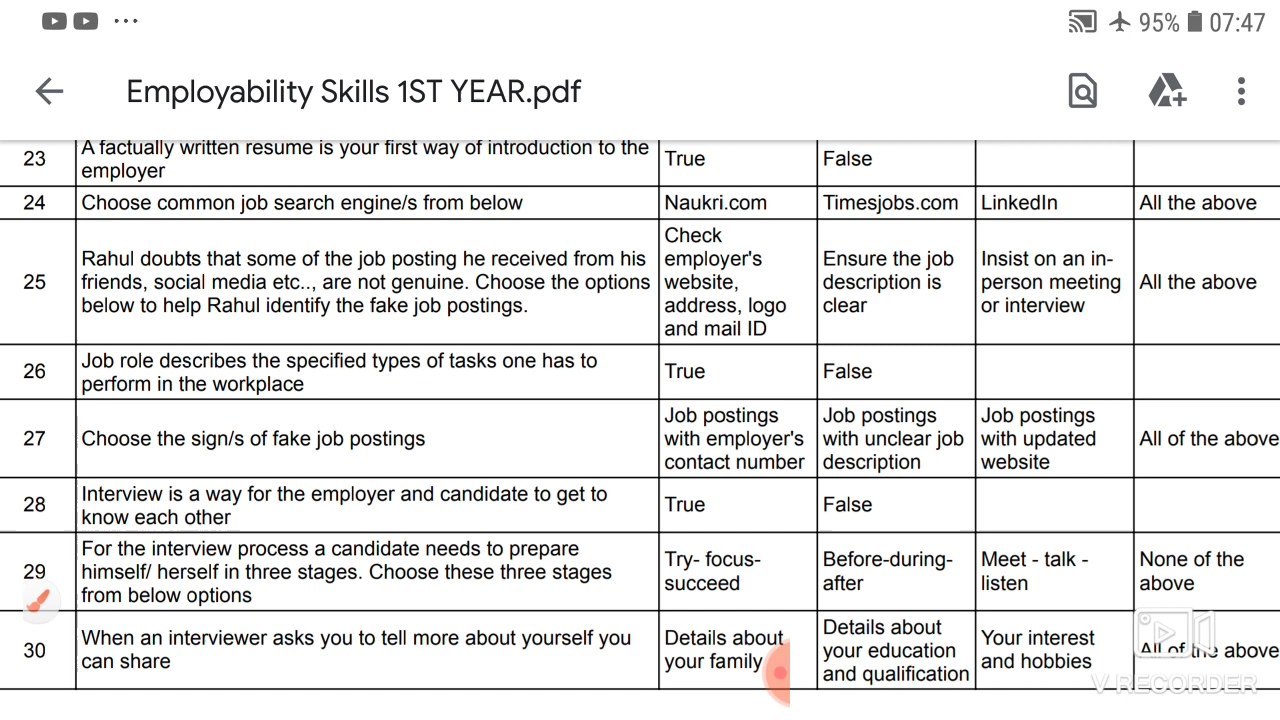 95% 07:47
Employability Skills 1ST YEAR.pdf
23 A factually written resume is your first way of introduction to the employer True False
24 Choose common job search engine/s from below Naukri.com Timesjobs.com LinkedIn All the above
25 Rahul doubts that some of the job posting he received from his friends, social media etc.., are not genuine. Choose the options below to help Rahul identify the fake job postings. Check employer's website, address, logo and mail ID Ensure the job description is clear Insist on an in-person meeting or interview All the above
26 Job role describes the specified types of tasks one has to perform in the workplace True False
27 Choose the sign/s of fake job postings Job postings with employer's contact number Job postings with unclear job description Job postings with updated website All of the above
28 Interview is a way for the employer and candidate to get to know each other True False
29 For the interview process a candidate needs to prepare himself/ herself in three stages. Choose these three stages from below options Try- focus- succeed Before-during-after Meet - talk - listen None of the above
30 When an interviewer asks you to tell more about yourself you can share Details about your family Details about your education and qualification Your interest and hobbies All of the above
V RECORDER